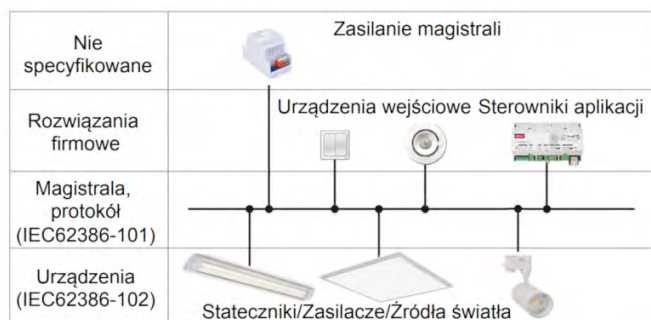 Nie
specyfikowane
Zasilanie magistrali
Rozwiązania
firmowe
Urządzenia wejściowe Sterowniki aplikacji
Magistrala,
protokół
(IEC62386-101)
Urządzenia
(IEC62386-102)
Stateczniki/Zasilacze/Źródła światła